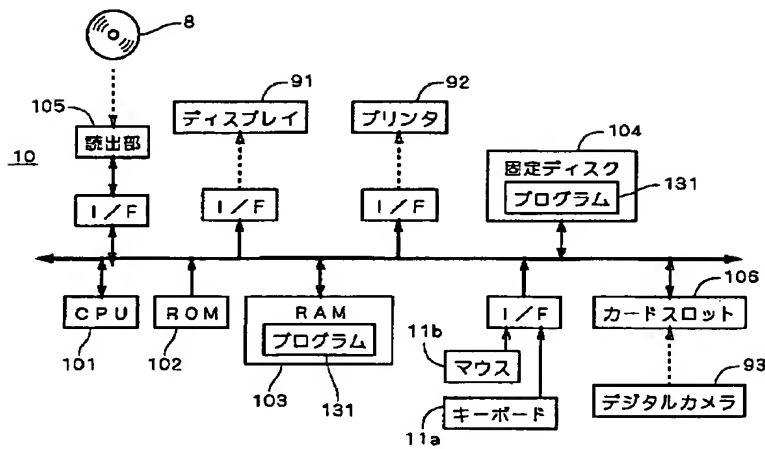 8
91
92
105
ディスプレイ
プリンタ
104
読出部
10
固定ディスク
プログラム
131
I/F
I/F
I/F
106
CPU
ROM
RAM
プログラム
I/F
カードスロット
101
102
11b
マウス
103
131
93
キーボード
デジタルカメラ
11a